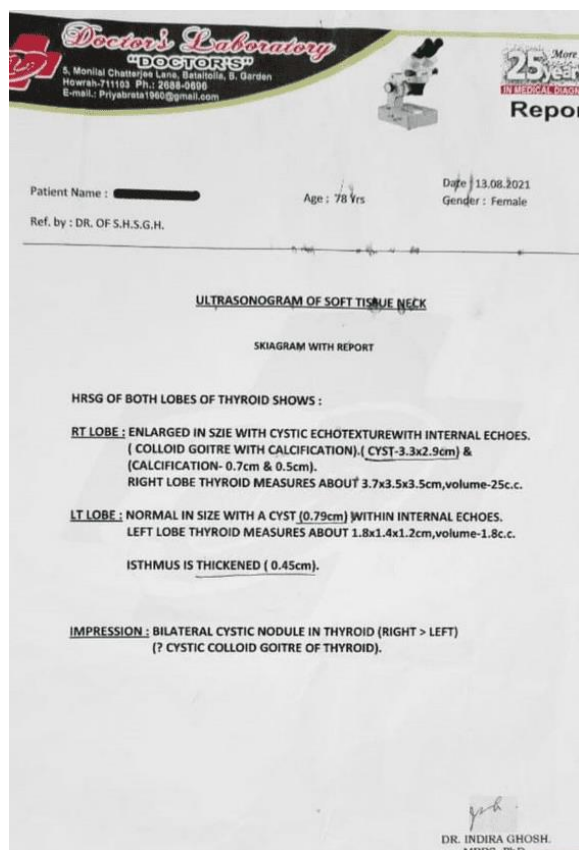 Doctor's Laboratory
"DOCTOR'S"
5, Monilal Chatterjee Lane, Bataitolla, B. Garden
Howrah-711103 Ph.: 2688-0696
E-mail.: Priyabrata1960@gmail.com
More
25 year
IN MEDICAL DIAGN
Repor
Patient Name :
Age : 78 Yrs
Date : 13.08.2021
Gender : Female
Ref. by : DR. OF S.H.S.G.H.
ULTRASONOGRAM OF SOFT TISSUE NECK
SKIAGRAM WITH REPORT
HRSG OF BOTH LOBES OF THYROID SHOWS :
RT LOBE : ENLARGED IN SZIE WITH CYSTIC ECHOTEXTUREWITH INTERNAL ECHOES.
( COLLOID GOITRE WITH CALCIFICATION).( CYST-3.3x2.9cm) &
(CALCIFICATION- 0.7cm & 0.5cm).
RIGHT LOBE THYROID MEASURES ABOUT 3.7x3.5x3.5cm,volume-25c.c.
LT LOBE : NORMAL IN SIZE WITH A CYST (0.79cm) WITHIN INTERNAL ECHOES.
LEFT LOBE THYROID MEASURES ABOUT 1.8x1.4x1.2cm,volume-1.8c.c.
ISTHMUS IS THICKENED ( 0.45cm).
IMPRESSION : BILATERAL CYSTIC NODULE IN THYROID (RIGHT > LEFT)
(? CYSTIC COLLOID GOITRE OF THYROID).
DR. INDIRA GHOSH.